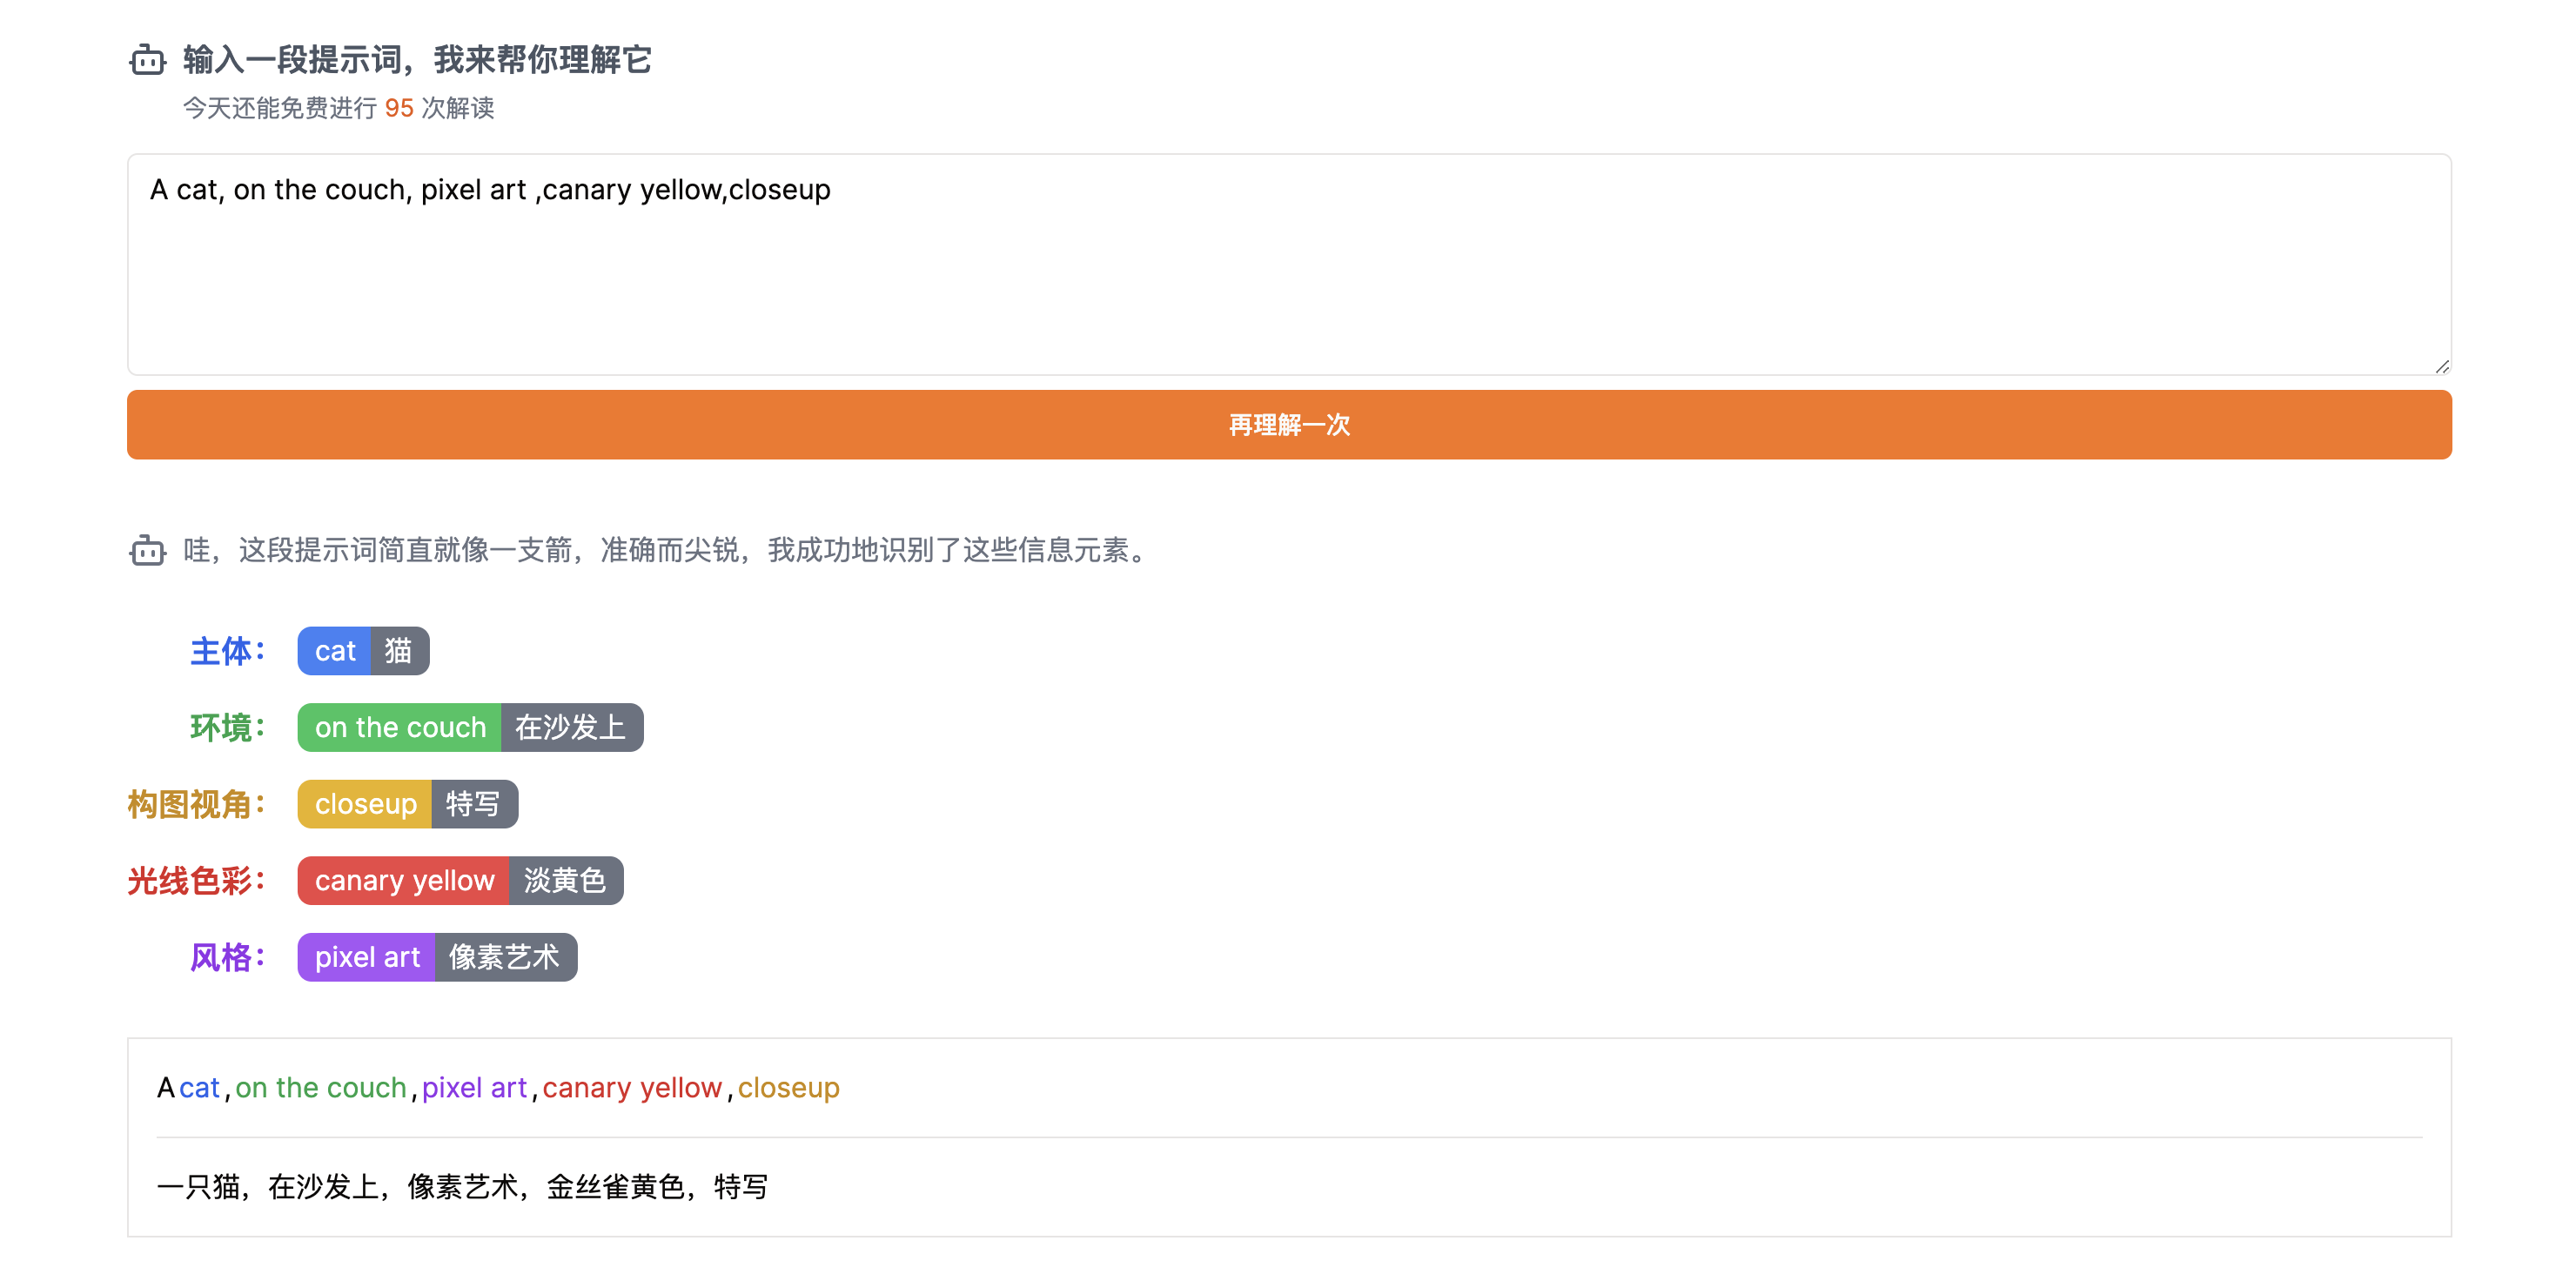 输入一段提示词，我来帮你理解它
今天还能免费进行 95 次解读
A cat, on the couch, pixel art ,canary yellow,closeup
再理解一次
哇，这段提示词简直就像一支箭，准确而尖锐，我成功地识别了这些信息元素。
主体： cat 猫
环境： on the couch 在沙发上
构图视角： closeup 特写
光线色彩： canary yellow 淡黄色
风格： pixel art 像素艺术
A cat , on the couch , pixel art , canary yellow , closeup
一只猫，在沙发上，像素艺术，金丝雀黄色，特写